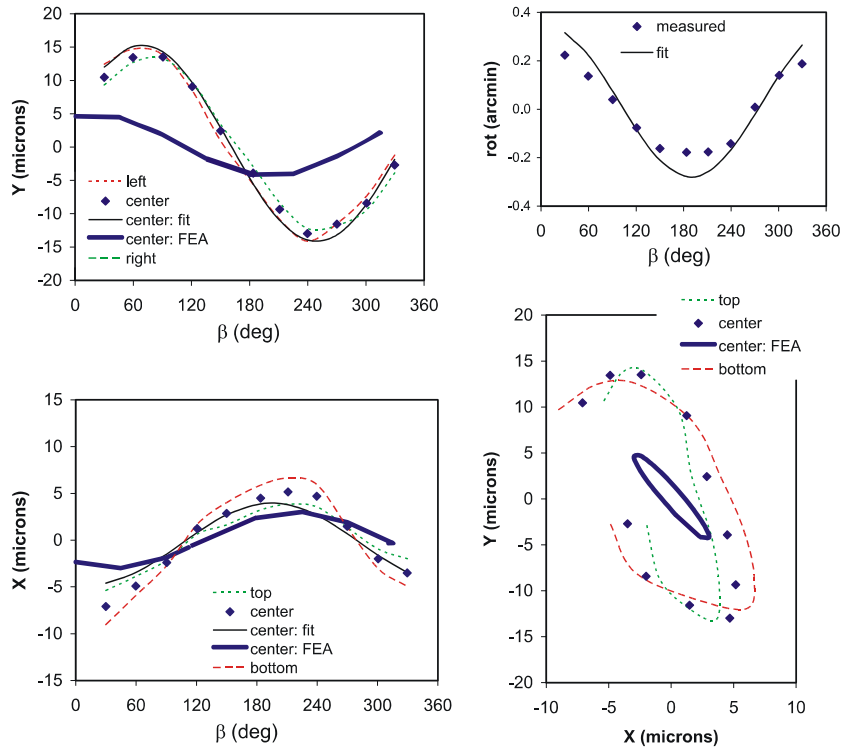 20
15
10
5
0
-5
-10
-15
-20
Y (microns)
left
center
center: fit
center: FEA
right
0 60 120 180 240 300 360
β (deg)
0.4
0.2
0.0
-0.2
-0.4
rot (arcmin)
measured
fit
0 60 120 180 240 300 360
β (deg)
15
10
5
0
-5
-10
-15
X (microns)
top
center
center: fit
center: FEA
bottom
0 60 120 180 240 300 360
β (deg)
top
center
center: FEA
bottom
20
15
10
5
0
-5
-10
-15
-20
Y (microns)
-10 -5 0 5 10
X (microns)